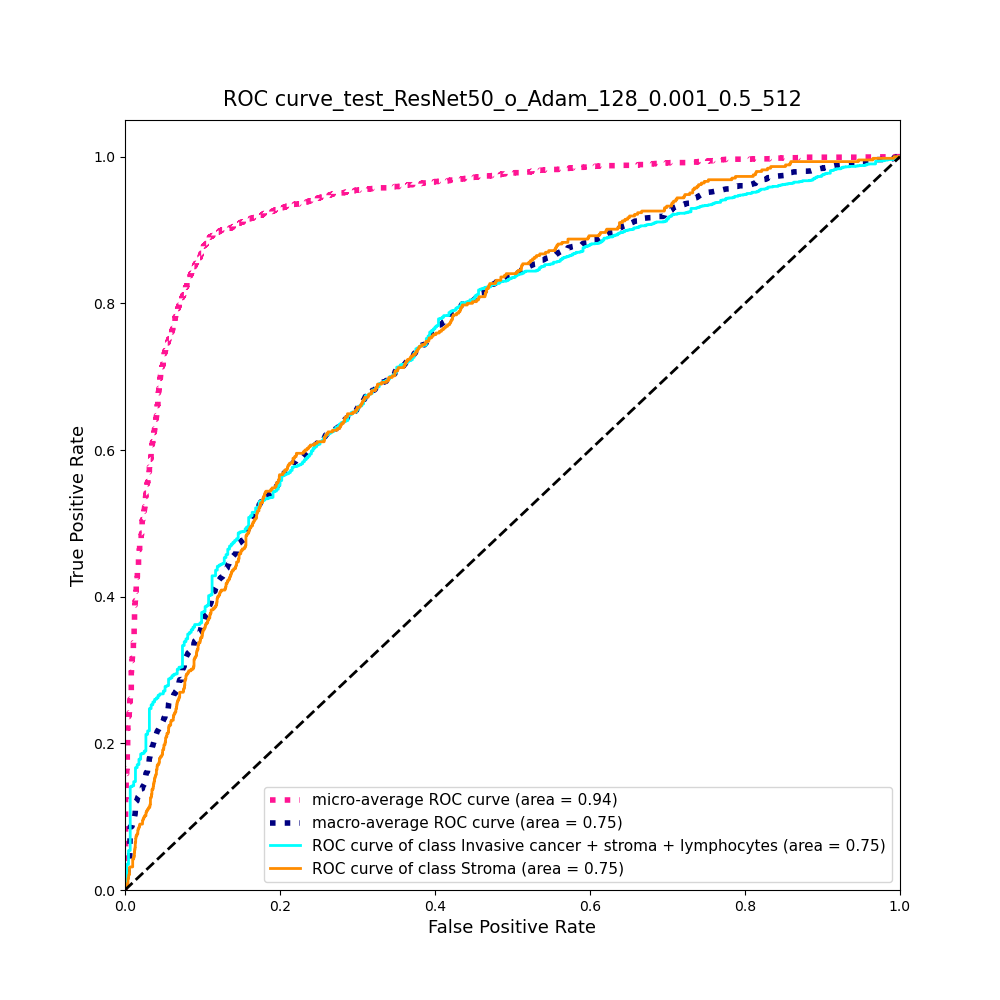 ROC curve_test_ResNet50_o_Adam_128_0.001_0.5_512
True Positive Rate
1.0
0.8
0.6
0.4
0.2
0.0
micro-average ROC curve (area = 0.94)
macro-average ROC curve (area = 0.75)
ROC curve of class Invasive cancer + stroma + lymphocytes (area = 0.75)
ROC curve of class Stroma (area = 0.75)
0.0 0.2 0.4 0.6 0.8 1.0
False Positive Rate